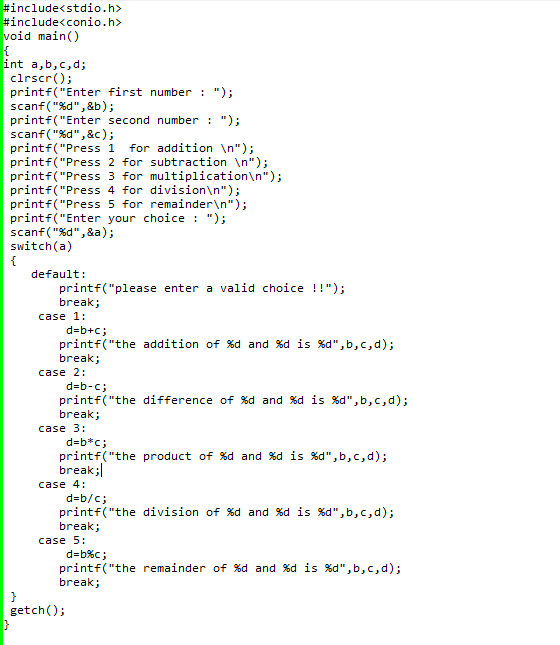 #include<stdio.h>
#include<conio.h>
void main()
{
int a,b,c,d;
 clrscr();
 printf("Enter first number : ");
 scanf("%d",&b);
 printf("Enter second number : ");
 scanf("%d",&c);
 printf("Press 1  for addition \n");
 printf("Press 2 for subtraction \n");
 printf("Press 3 for multiplication\n");
 printf("Press 4 for division\n");
 printf("Press 5 for remainder\n");
 printf("Enter your choice : ");
 scanf("%d",&a);
 switch(a)
 {
    default:
        printf("please enter a valid choice !!");
        break;
     case 1:
         d=b+c;
        printf("the addition of %d and %d is %d",b,c,d);
        break;
     case 2:
         d=b-c;
        printf("the difference of %d and %d is %d",b,c,d);
        break;
     case 3:
         d=b*c;
        printf("the product of %d and %d is %d",b,c,d);
        break;
     case 4:
         d=b/c;
        printf("the division of %d and %d is %d",b,c,d);
        break;
     case 5:
         d=b%c;
        printf("the remainder of %d and %d is %d",b,c,d);
        break;
 }
 getch();
}